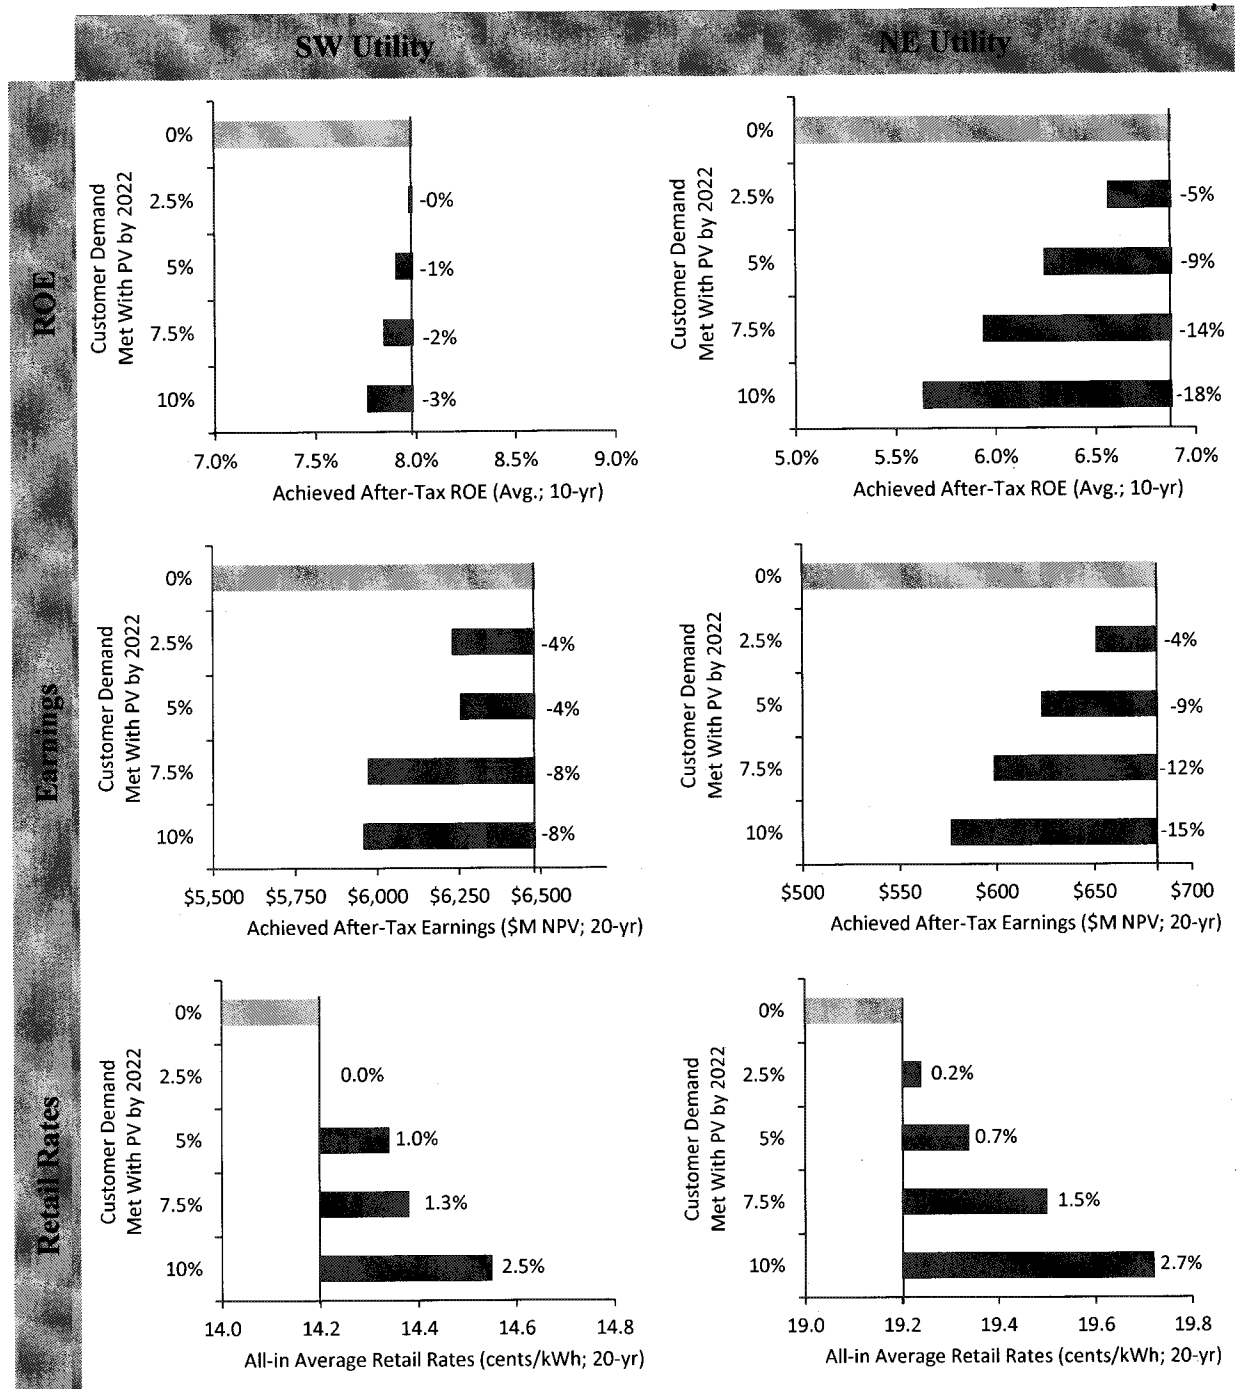 SW Utility
NE Utility
ROE
Customer Demand
Met With PV by 2022
0%
2.5%
-0%
5%
-1%
7.5%
-2%
10%
-3%
7.0% 7.5% 8.0% 8.5% 9.0%
Achieved After-Tax ROE (Avg.; 10-yr)
Customer Demand
Met With PV by 2022
0%
2.5%
-5%
5%
-9%
7.5%
-14%
10%
-18%
5.0% 5.5% 6.0% 6.5% 7.0%
Achieved After-Tax ROE (Avg.; 10-yr)
Earnings
Customer Demand
Met With PV by 2022
0%
2.5%
-4%
5%
-4%
7.5%
-8%
10%
-8%
$5,500 $5,750 $6,000 $6,250 $6,500
Achieved After-Tax Earnings ($M NPV; 20-yr)
Customer Demand
Met With PV by 2022
0%
2.5%
-4%
5%
-9%
7.5%
-12%
10%
-15%
$500 $550 $600 $650 $700
Achieved After-Tax Earnings ($M NPV; 20-yr)
Retail Rates
Customer Demand
Met With PV by 2022
0%
2.5%
0.0%
5%
1.0%
7.5%
1.3%
10%
2.5%
14.0 14.2 14.4 14.6 14.8
All-in Average Retail Rates (cents/kWh; 20-yr)
Customer Demand
Met With PV by 2022
0%
2.5%
0.2%
5%
0.7%
7.5%
1.5%
10%
2.7%
19.0 19.2 19.4 19.6 19.8
All-in Average Retail Rates (cents/kWh; 20-yr)